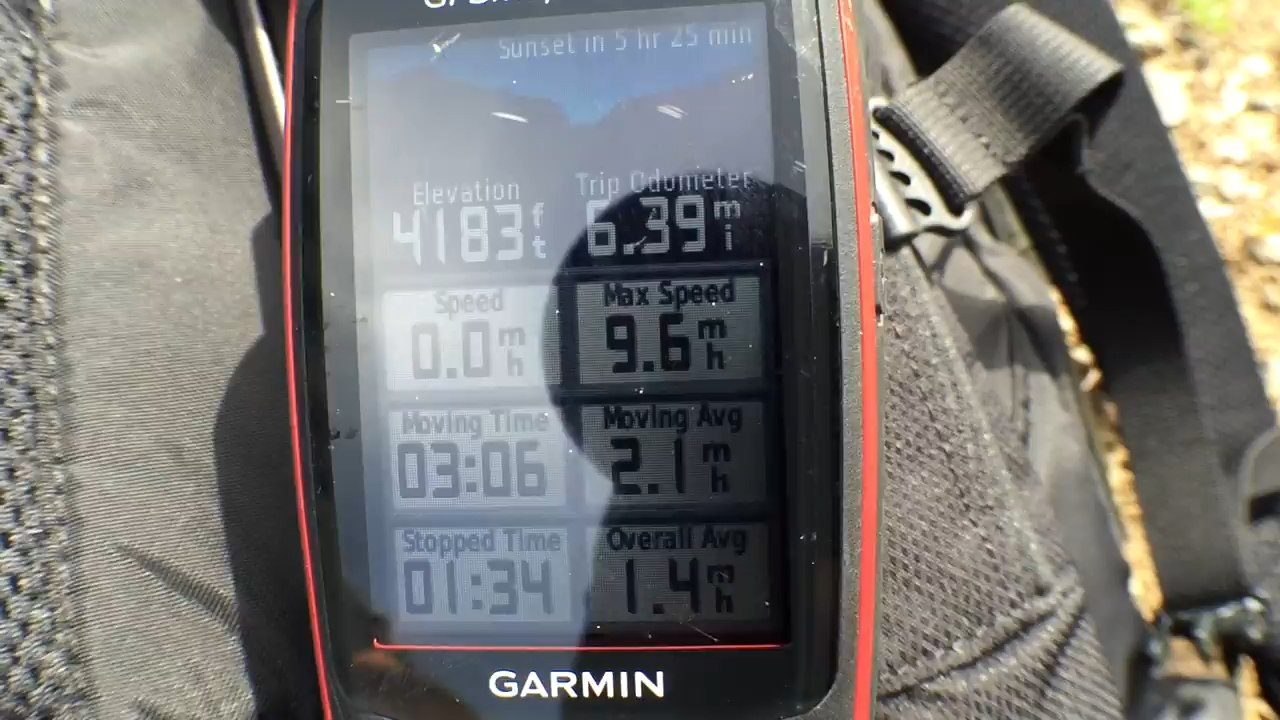 Sunset in 5 hr 25 min
Elevation Trip Odometer
4183 ft 6.39 mi
Speed Max Speed
0.0 mh 9.6 mh
Moving Time Moving Avg
03:06 2.1 mh
Stopped Time Overall Avg
01:34 1.4 mh
GARMIN